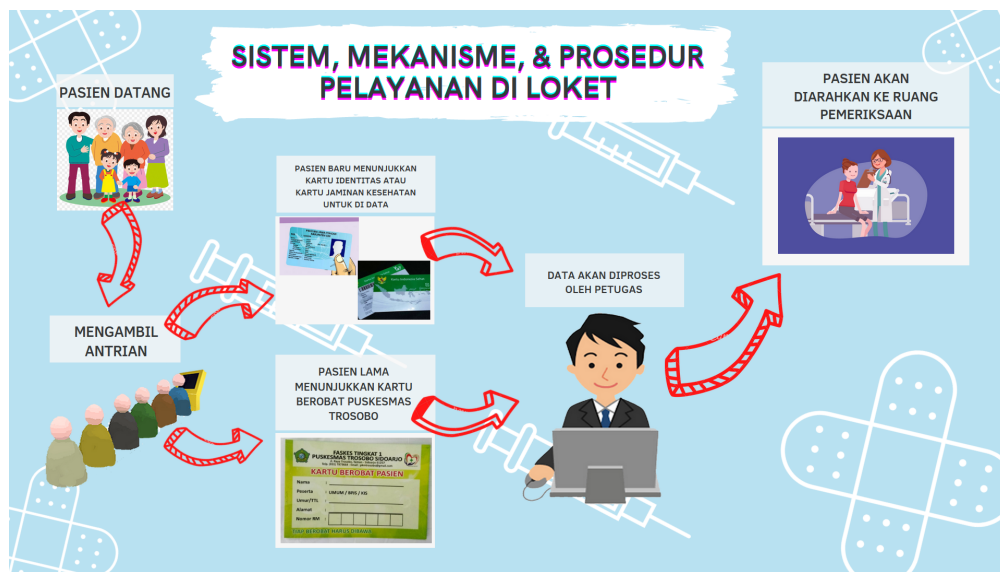 SISTEM, MEKANISME, & PROSEDUR
PELAYANAN DI LOKET
PASIEN DATANG
MENGAMBIL
ANTRIAN
PASIEN BARU MENUNJUKKAN
KARTU IDENTITAS ATAU
KARTU JAMINAN KESEHATAN
UNTUK DI DATA
PASIEN LAMA
MENUNJUKKAN KARTU
BEROBAT PUSKESMAS
TROSOBO
FASKES TINGKAT 1
PUSKESMAS TROSOBO SIDOARJO
KARTU BEROBAT PASIEN
Nama :
Peserta : UMUM / BPJS / KIS
Umur/TTL :
Alamat :
Nomor RM :
DATA AKAN DIPROSES
OLEH PETUGAS
PASIEN AKAN
DIARAHKAN KE RUANG
PEMERIKSAAN